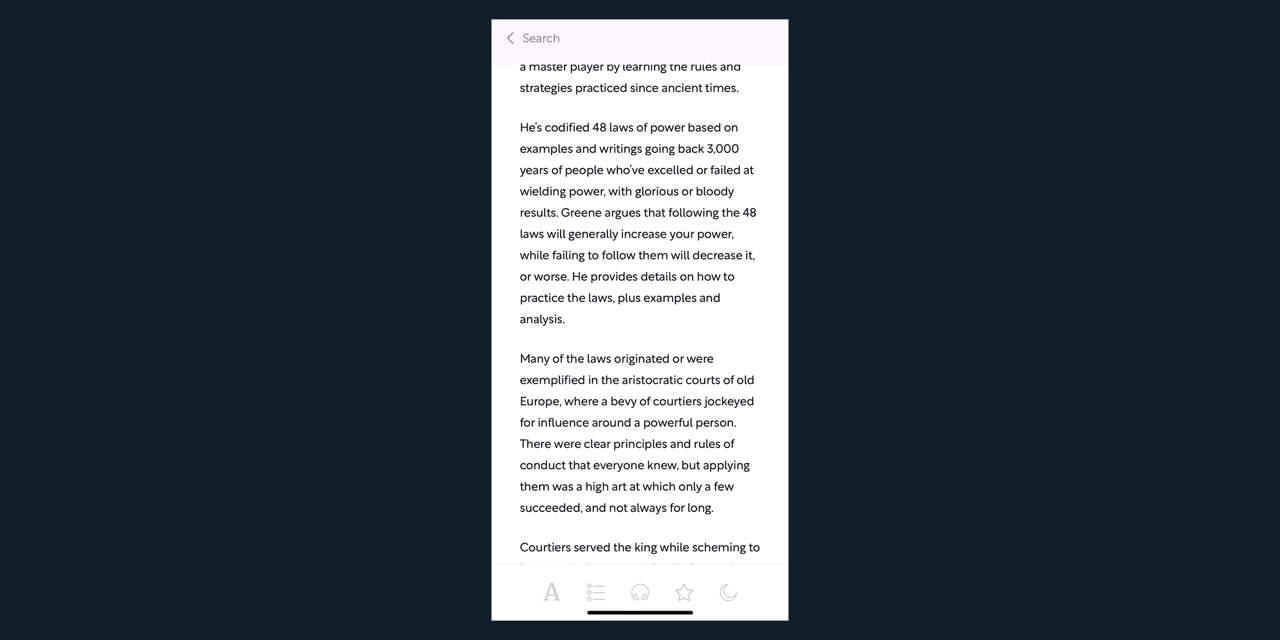 Search
a master player by learning the rules and
strategies practiced since ancient times.
He's codified 48 laws of power based on
examples and writings going back 3,000
years of people who've excelled or failed at
wielding power, with glorious or bloody
results. Greene argues that following the 48
laws will generally increase your power,
while failing to follow them will decrease it,
or worse. He provides details on how to
practice the laws, plus examples and
analysis.
Many of the laws originated or were
exemplified in the aristocratic courts of old
Europe, where a bevy of courtiers jockeyed
for influence around a powerful person.
There were clear principles and rules of
conduct that everyone knew, but applying
them was a high art at which only a few
succeeded, and not always for long.
Courtiers served the king while scheming to
A